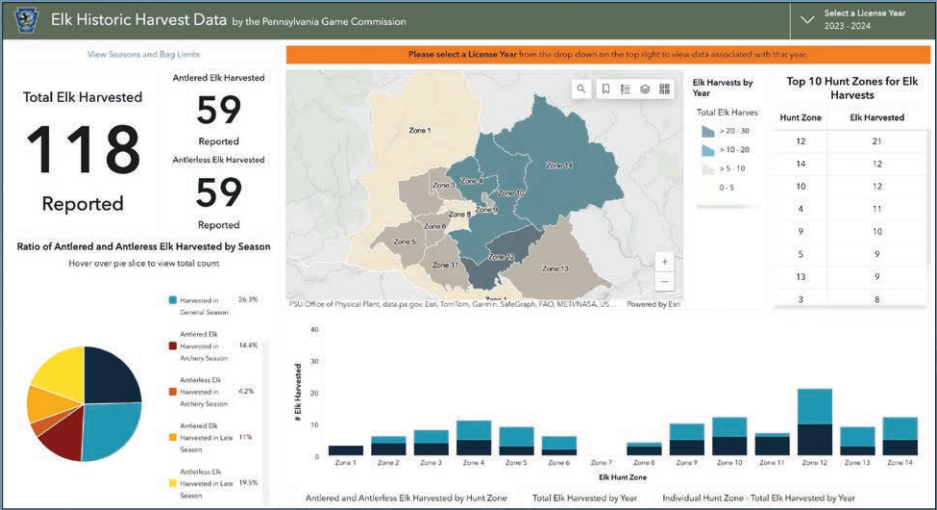 Elk Historic Harvest Data by the Pennsylvania Game Commission
Select a License Year
2023 - 2024
View Seasons and Bag Limits
Please select a License Year from the drop down on the top right to view data associated with that year.
Total Elk Harvested
118
Reported
Antlered Elk Harvested
59
Reported
Antlerless Elk Harvested
59
Reported
Ratio of Antlered and Antleress Elk Harvested by Season
Hover over pie slice to view total count
Harvested in
General Season
26.3%
Antlered Elk
Harvested in
Archery Season
14.4%
Antlerless Elk
Harvested in
Archery Season
4.2%
Antlered Elk
Harvested in Late
Season
11%
Antlerless Elk
Harvested in Late
Season
19.5%
Zone 1
Zone 14
Zone 3
Zone 4
Zone 10
Zone 9
Zone 8
Zone 6
Zone 5
Zone 12
Zone 11
Zone 13
PSU Office of Physical Plant, data.pa.gov, Esri, TomTom, Garmin, SafeGraph, FAO, METI/NASA, US...
Powered by Esri
Elk Harvests by
Year
Total Elk Harves
> 20 - 30
> 10 - 20
> 5 - 10
0 - 5
Top 10 Hunt Zones for Elk
Harvests
Hunt Zone Elk Harvested
12 21
14 12
10 12
4 11
9 10
5 9
13 9
3 8
# Elk Harvested
40
30
20
10
0
Zone 1 Zone 2 Zone 3 Zone 4 Zone 5 Zone 6 Zone 7 Zone 8 Zone 9 Zone 10 Zone 11 Zone 12 Zone 13 Zone 14
Elk Hunt Zone
Antlered and Antlerless Elk Harvested by Hunt Zone
Total Elk Harvested by Year
Individual Hunt Zone - Total Elk Harvested by Year